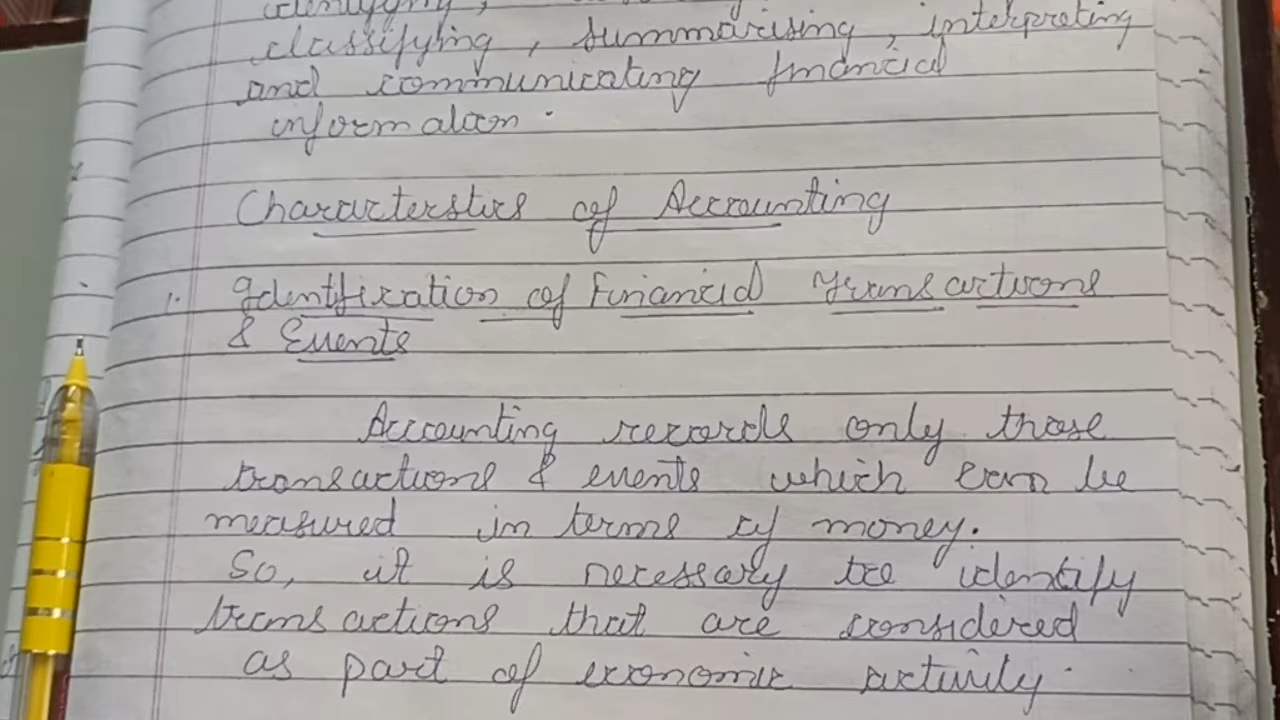 identifying,
classifying, summarising, interpreting
and communicating financial
information.
Characterstics of Accounting
1. Identification of Financial Transactions
& Events
Accounting records only those
transactions & events which can be
measured in terms of money.
So, it is necessary to identify
transactions that are considered
as part of economic activity.